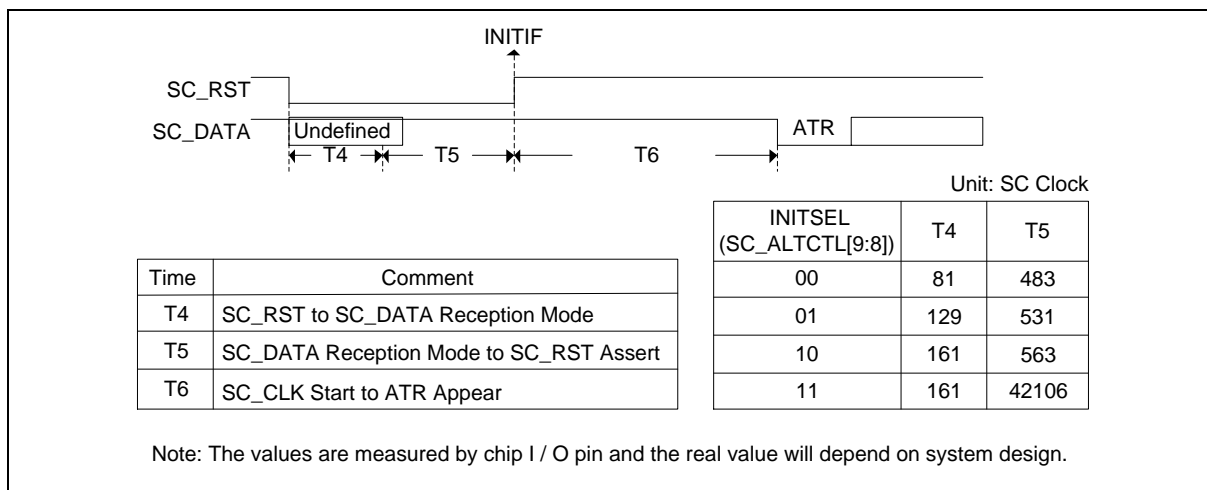 INITIF
SC_RST
SC_DATA Undefined ATR
T4 T5 T6
Unit: SC Clock
INITSEL
(SC_ALTCTL[9:8]) T4 T5
00 81 483
01 129 531
10 161 563
11 161 42106
Time Comment
T4 SC_RST to SC_DATA Reception Mode
T5 SC_DATA Reception Mode to SC_RST Assert
T6 SC_CLK Start to ATR Appear
Note: The values are measured by chip I / O pin and the real value will depend on system design.